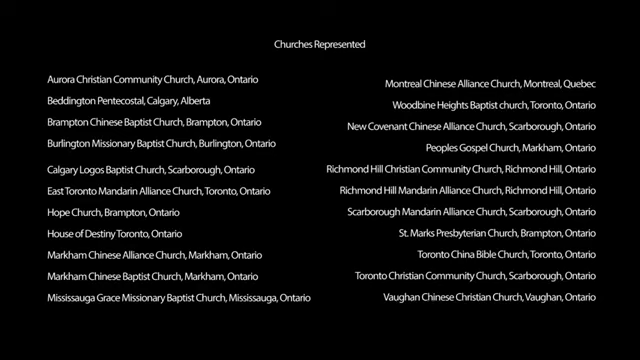 Churches Represented
Aurora Christian Community Church, Aurora, Ontario
Beddington Pentecostal, Calgary, Alberta
Brampton Chinese Baptist Church, Brampton, Ontario
Burlington Missionary Baptist Church, Burlington, Ontario
Calgary Logos Baptist Church, Scarborough, Ontario
East Toronto Mandarin Alliance Church, Toronto, Ontario
Hope Church, Brampton, Ontario
House of Destiny Toronto, Ontario
Markham Chinese Alliance Church, Markham, Ontario
Markham Chinese Baptist Church, Markham, Ontario
Mississauga Grace Missionary Baptist Church, Mississauga, Ontario
Montreal Chinese Alliance Church, Montreal, Quebec
Woodbine Heights Baptist church, Toronto, Ontario
New Covenant Chinese Alliance Church, Scarborough, Ontario
Peoples Gospel Church, Markham, Ontario
Richmond Hill Christian Community Church, Richmond Hill, Ontario
Richmond Hill Mandarin Alliance Church, Richmond Hill, Ontario
Scarborough Mandarin Alliance Church, Scarborough, Ontario
St. Marks Presbyterian Church, Brampton, Ontario
Toronto China Bible Church, Toronto, Ontario
Toronto Christian Community Church, Scarborough, Ontario
Vaughan Chinese Christian Church, Vaughan, Ontario